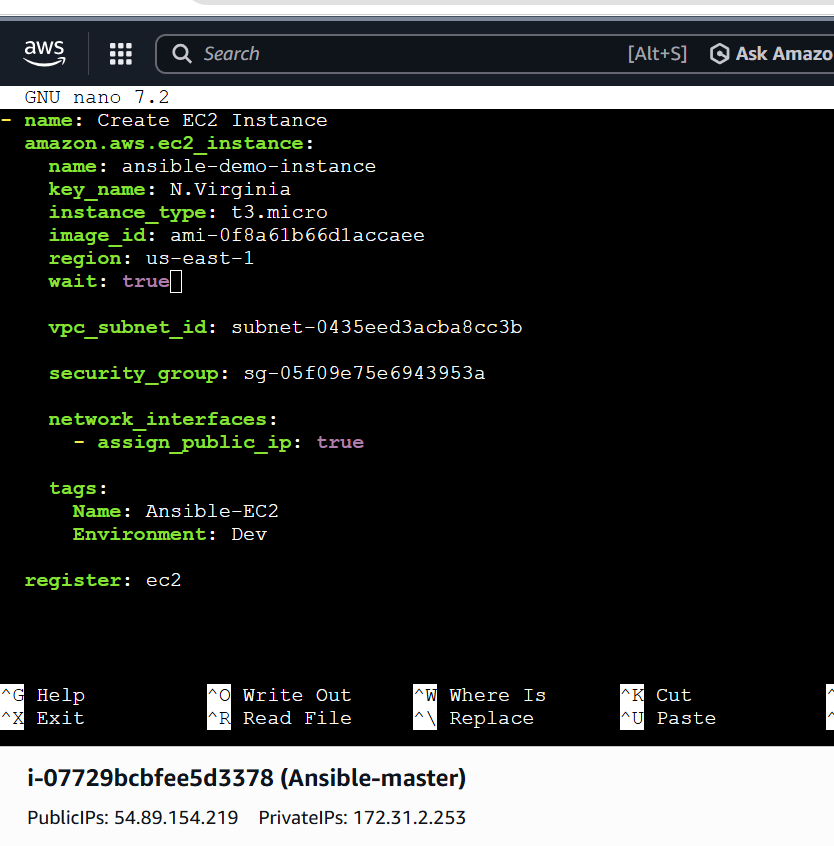 aws
Search
[Alt+S]
Ask Amazo
GNU nano 7.2
- name: Create EC2 Instance
amazon.aws.ec2_instance:
name: ansible-demo-instance
key_name: N.Virginia
instance_type: t3.micro
image_id: ami-0f8a61b66d1accaee
region: us-east-1
wait: true
vpc_subnet_id: subnet-0435eed3acba8cc3b
security_group: sg-05f09e75e6943953a
network_interfaces:
- assign_public_ip: true
tags:
Name: Ansible-EC2
Environment: Dev
register: ec2
^G Help ^O Write Out ^W Where Is ^K Cut ^
^X Exit ^R Read File ^\ Replace ^U Paste ^
i-07729bcbfee5d3378 (Ansible-master)
PublicIPs: 54.89.154.219 PrivateIPs: 172.31.2.253